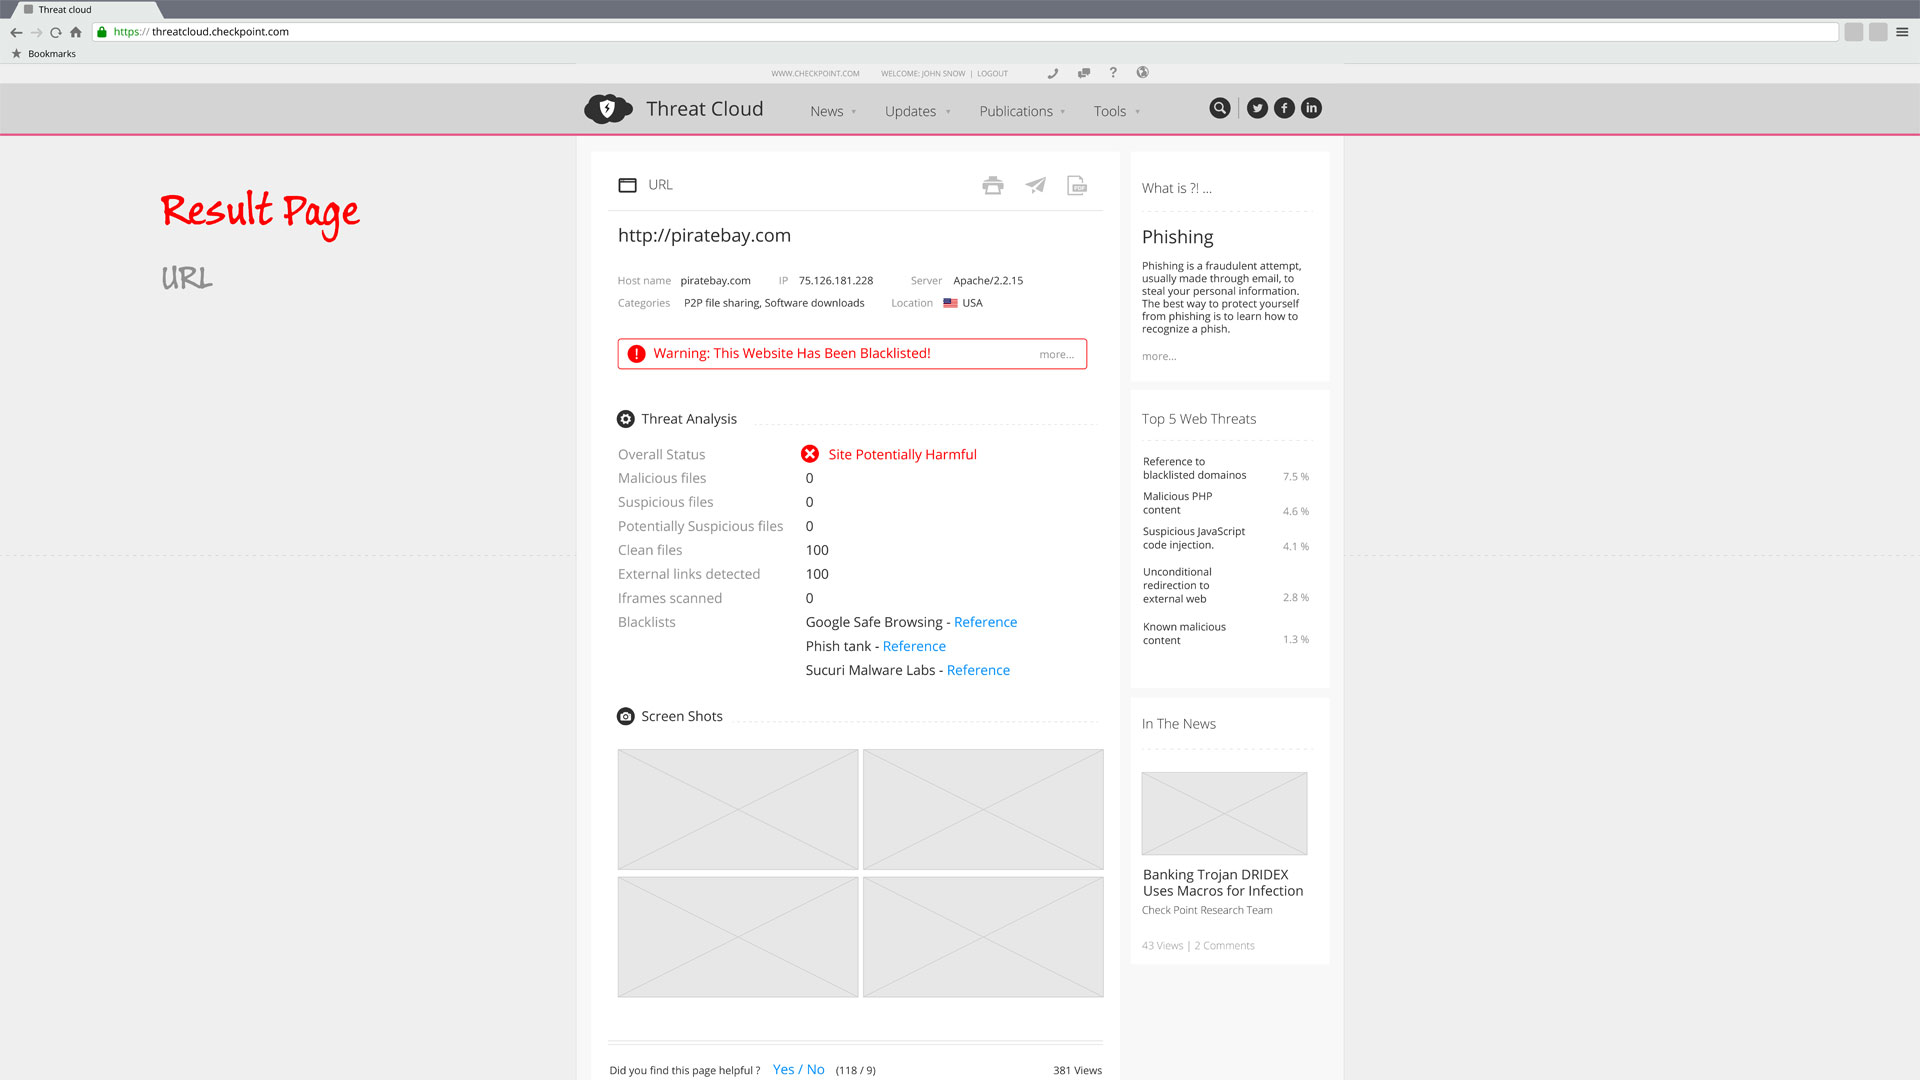 Threat cloud
https:// threatcloud.checkpoint.com
Bookmarks
WWW.CHECKPOINT.COM WELCOME: JOHN SNOW | LOGOUT ?
Threat Cloud News Updates Publications Tools
Result Page
URL
URL
PDF
http://piratebay.com
Host name piratebay.com IP 75.126.181.228 Server Apache/2.2.15
Categories P2P file sharing, Software downloads Location USA
! Warning: This Website Has Been Blacklisted! more...
Threat Analysis
Overall Status Site Potentially Harmful
Malicious files 0
Suspicious files 0
Potentially Suspicious files 0
Clean files 100
External links detected 100
Iframes scanned 0
Blacklists Google Safe Browsing - Reference
Phish tank - Reference
Sucuri Malware Labs - Reference
Screen Shots
Did you find this page helpful ? Yes / No (118 / 9) 381 Views
What is ?! ...
Phishing
Phishing is a fraudulent attempt,
usually made through email, to
steal your personal information.
The best way to protect yourself
from phishing is to learn how to
recognize a phish.
more...
Top 5 Web Threats
Reference to
blacklisted domainos 7.5 %
Malicious PHP
content 4.6 %
Suspicious JavaScript
code injection. 4.1 %
Unconditional
redirection to
external web 2.8 %
Known malicious
content 1.3 %
In The News
Banking Trojan DRIDEX
Uses Macros for Infection
Check Point Research Team
43 Views | 2 Comments